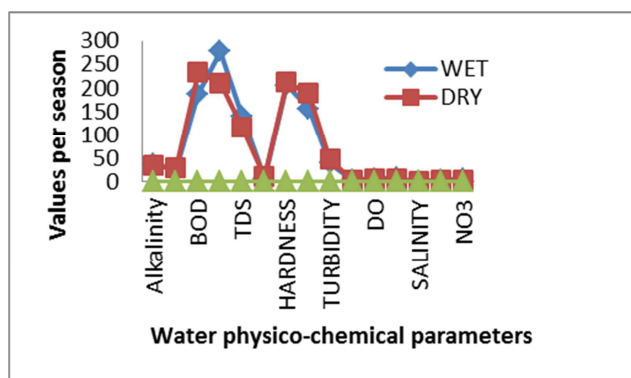 Values per season
300
250
200
150
100
50
0
WET
DRY
Alkalinity
BOD
TDS
HARDNESS
TURBIDITY
DO
SALINITY
NO3
Water physico-chemical parameters